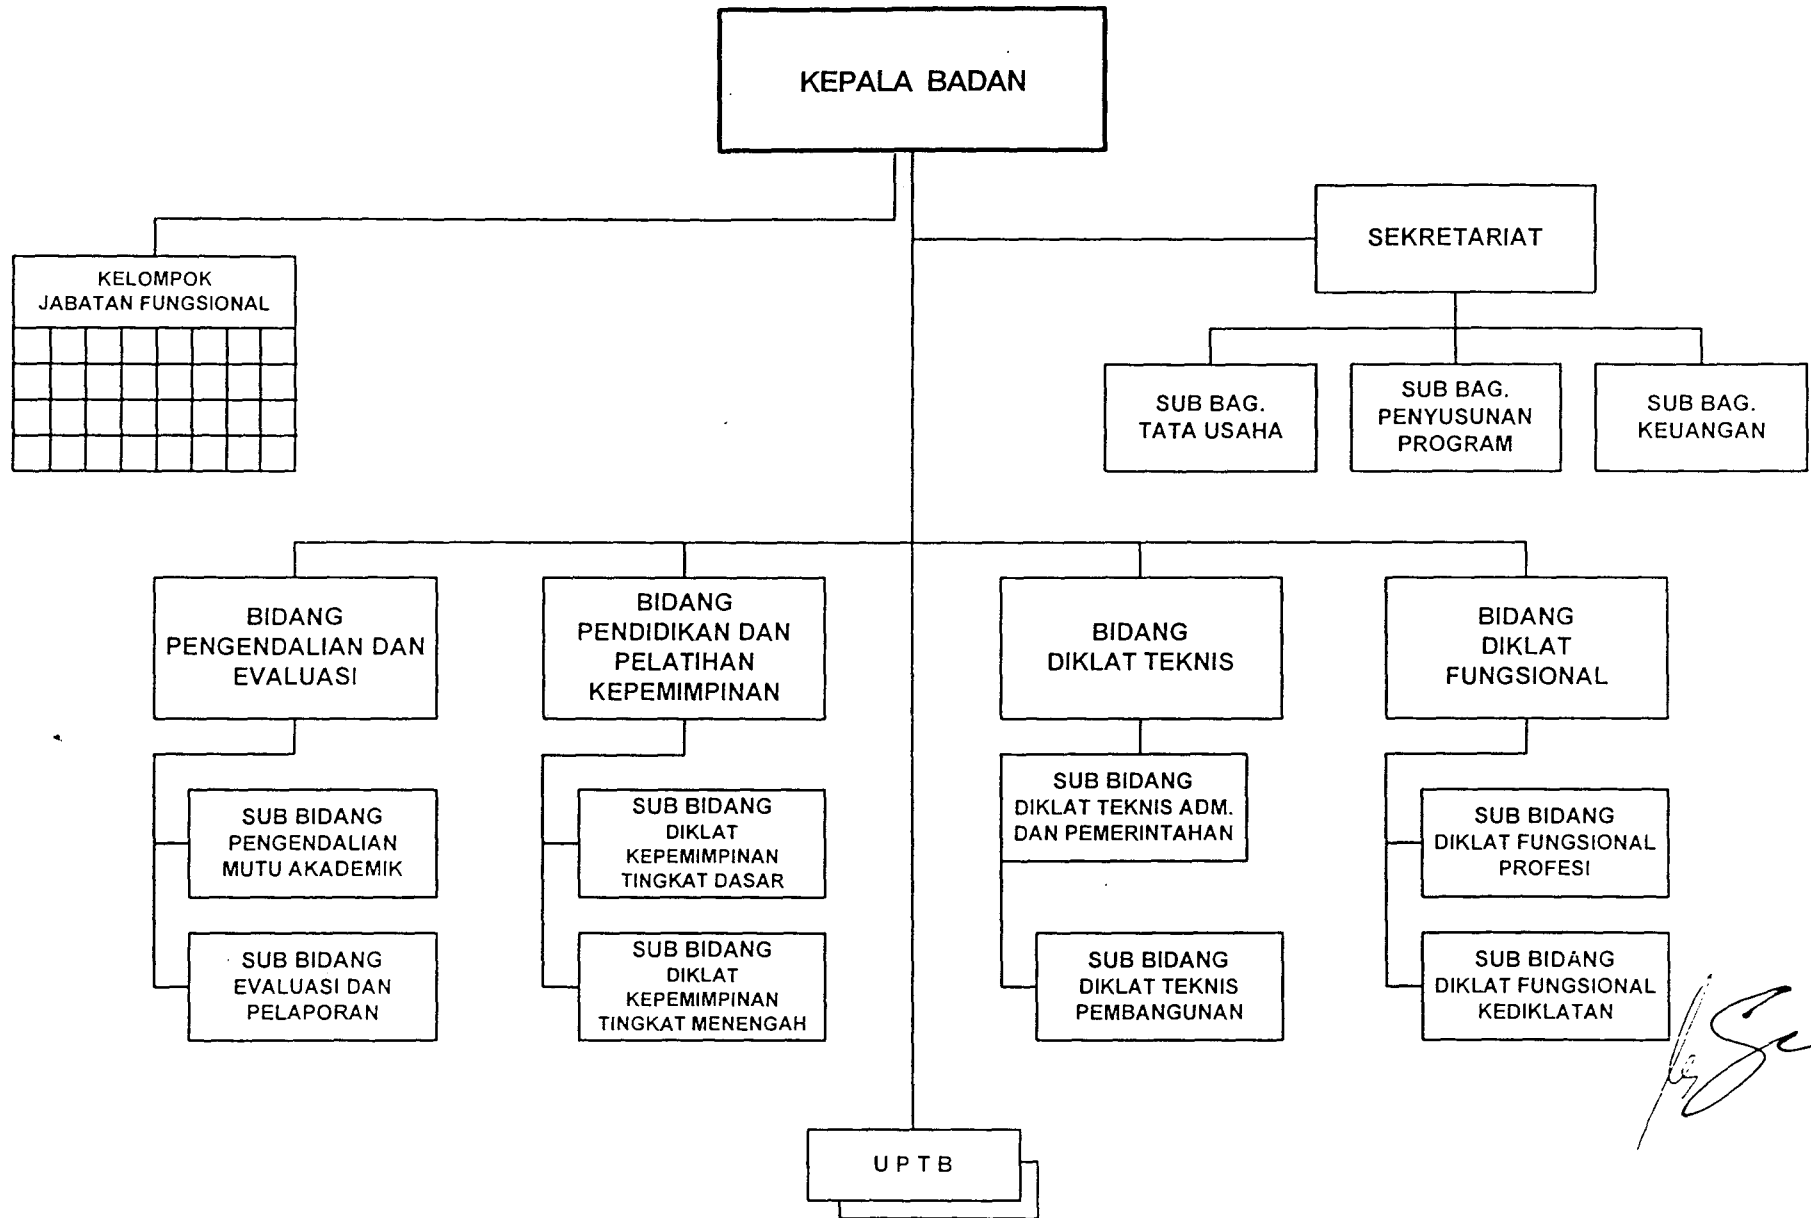 KEPALA BADAN
SEKRETARIAT
KELOMPOK
JABATAN FUNGSIONAL
SUB BAG.
TATA USAHA
SUB BAG.
PENYUSUNAN
PROGRAM
SUB BAG.
KEUANGAN
BIDANG
PENGENDALIAN DAN
EVALUASI
BIDANG
PENDIDIKAN DAN
PELATIHAN
KEPEMIMPINAN
BIDANG
DIKLAT TEKNIS
BIDANG
DIKLAT
FUNGSIONAL
SUB BIDANG
PENGENDALIAN
MUTU AKADEMIK
SUB BIDANG
DIKLAT
KEPEMIMPINAN
TINGKAT DASAR
SUB BIDANG
DIKLAT TEKNIS ADM.
DAN PEMERINTAHAN
SUB BIDANG
DIKLAT FUNGSIONAL
PROFESI
SUB BIDANG
EVALUASI DAN
PELAPORAN
SUB BIDANG
DIKLAT
KEPEMIMPINAN
TINGKAT MENENGAH
SUB BIDANG
DIKLAT TEKNIS
PEMBANGUNAN
SUB BIDANG
DIKLAT FUNGSIONAL
KEDIKLATAN
U P T B